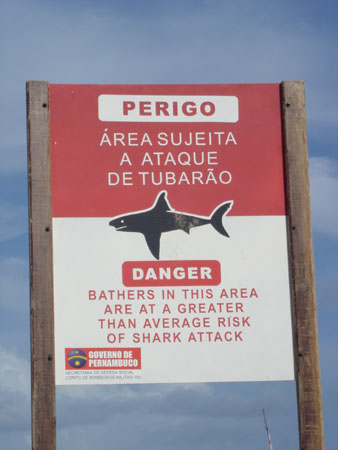 PERIGO
ÁREA SUJEITA
A ATAQUE
DE TUBARÃO
DANGER
BATHERS IN THIS AREA
ARE AT A GREATER
THAN AVERAGE RISK
OF SHARK ATTACK
GOVERNO DE
PERNAMBUCO
SECRETARIA DE DEFESA SOCIAL
CORPO DE BOMBEIROS MILITAR